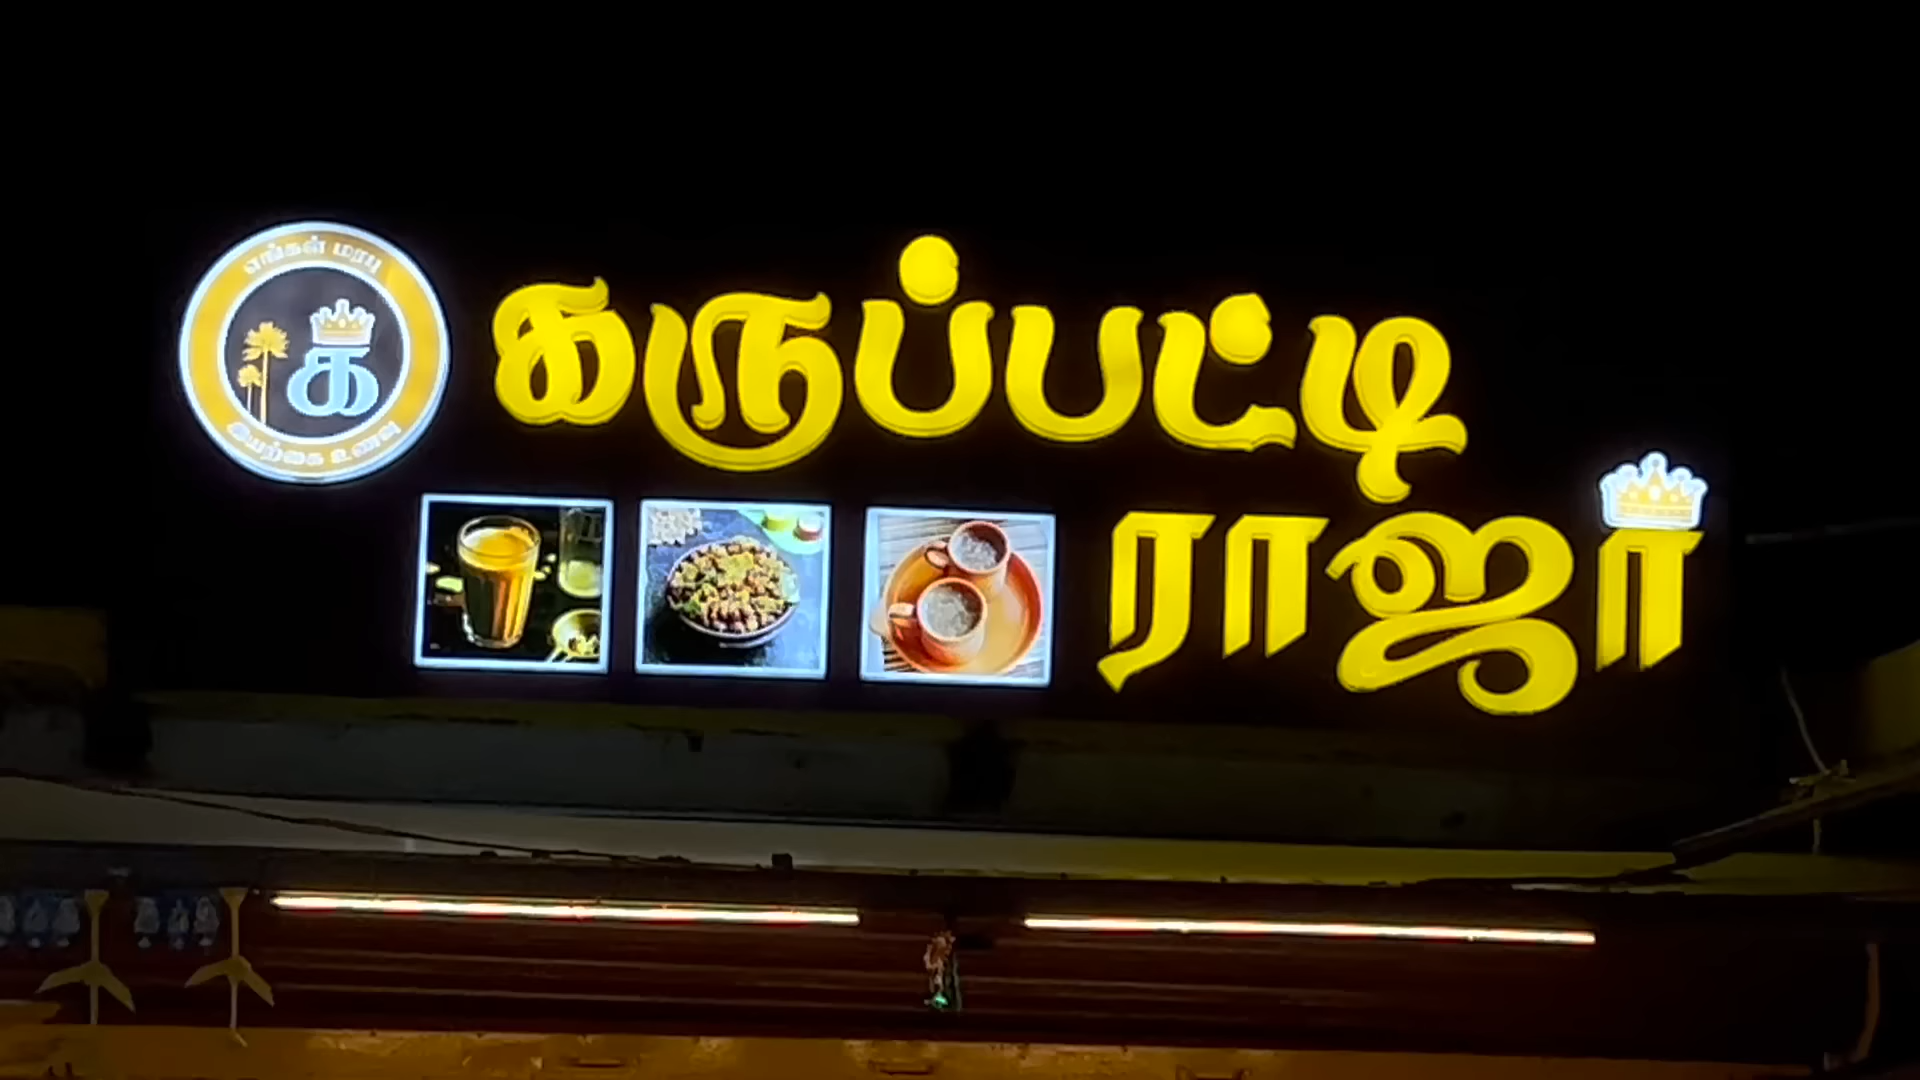 எங்கள் மரபு
க
இயற்கை உணவு
கருப்பட்டி
ராஜா